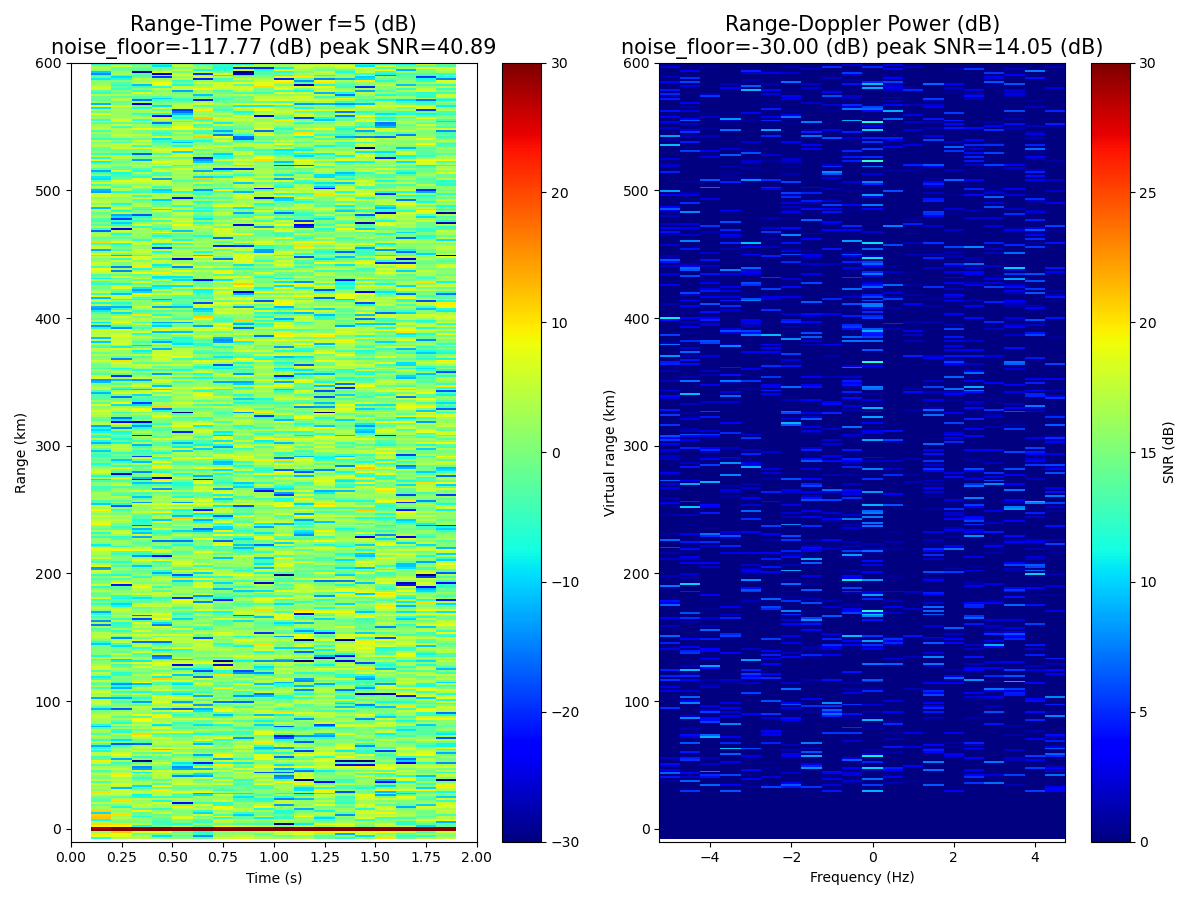 Range-Time Power f=5 (dB)
noise_floor=-117.77 (dB) peak SNR=40.89
Range (km)
600
500
400
300
200
100
0
0.00 0.25 0.50 0.75 1.00 1.25 1.50 1.75 2.00
Time (s)
30
20
10
0
−10
−20
−30
Range-Doppler Power (dB)
noise_floor=-30.00 (dB) peak SNR=14.05 (dB)
Virtual range (km)
600
500
400
300
200
100
0
−4 −2 0 2 4
Frequency (Hz)
30
25
20
15
10
5
0
SNR (dB)